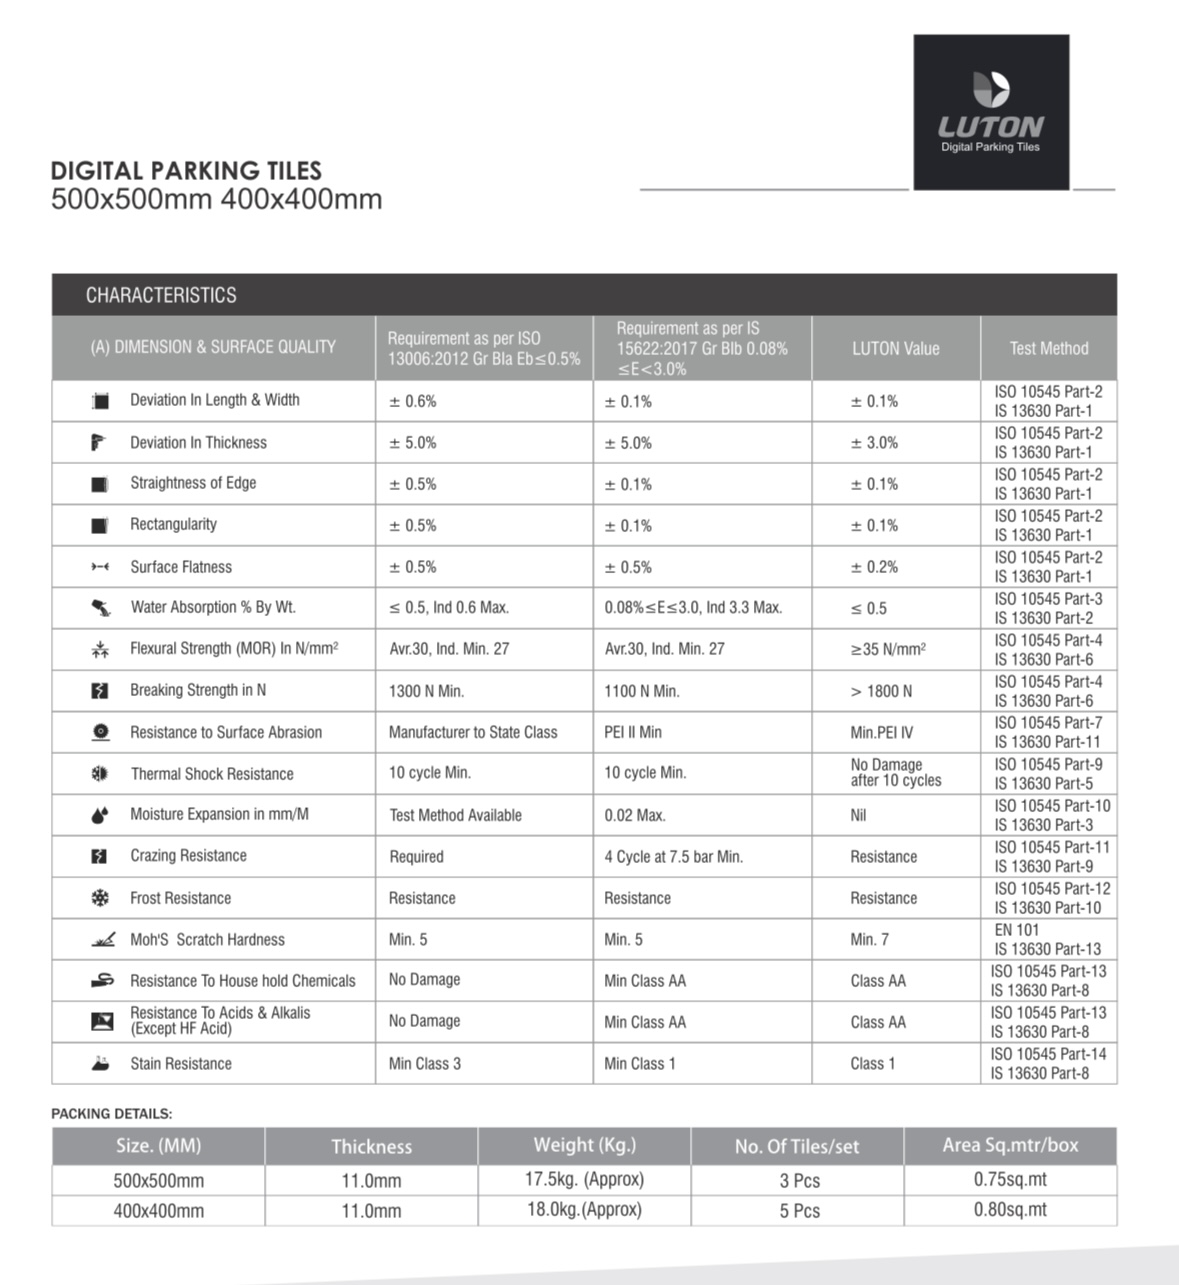 LUTON
Digital Parking Tiles
DIGITAL PARKING TILES
500x500mm 400x400mm
CHARACTERISTICS
(A) DIMENSION & SURFACE QUALITY
Requirement as per ISO
13006:2012 Gr Bla Eb≤0.5%
Requirement as per IS
15622:2017 Gr BIb 0.08%
≤E<3.0%
LUTON Value
Test Method
Deviation In Length & Width
± 0.6%
± 0.1%
± 0.1%
ISO 10545 Part-2
IS 13630 Part-1
Deviation In Thickness
± 5.0%
± 5.0%
± 3.0%
ISO 10545 Part-2
IS 13630 Part-1
Straightness of Edge
± 0.5%
± 0.1%
± 0.1%
ISO 10545 Part-2
IS 13630 Part-1
Rectangularity
± 0.5%
± 0.1%
± 0.1%
ISO 10545 Part-2
IS 13630 Part-1
Surface Flatness
± 0.5%
± 0.5%
± 0.2%
ISO 10545 Part-2
IS 13630 Part-1
Water Absorption % By Wt.
≤ 0.5, Ind 0.6 Max.
0.08%≤E≤3.0, Ind 3.3 Max.
≤ 0.5
ISO 10545 Part-3
IS 13630 Part-2
Flexural Strength (MOR) In N/mm²
Avr.30, Ind. Min. 27
Avr.30, Ind. Min. 27
≥35 N/mm²
ISO 10545 Part-4
IS 13630 Part-6
Breaking Strength in N
1300 N Min.
1100 N Min.
> 1800 N
ISO 10545 Part-4
IS 13630 Part-6
Resistance to Surface Abrasion
Manufacturer to State Class
PEI II Min
Min.PEI IV
ISO 10545 Part-7
IS 13630 Part-11
Thermal Shock Resistance
10 cycle Min.
10 cycle Min.
No Damage
after 10 cycles
ISO 10545 Part-9
IS 13630 Part-5
Moisture Expansion in mm/M
Test Method Available
0.02 Max.
Nil
ISO 10545 Part-10
IS 13630 Part-3
Crazing Resistance
Required
4 Cycle at 7.5 bar Min.
Resistance
ISO 10545 Part-11
IS 13630 Part-9
Frost Resistance
Resistance
Resistance
Resistance
ISO 10545 Part-12
IS 13630 Part-10
Moh'S Scratch Hardness
Min. 5
Min. 5
Min. 7
EN 101
IS 13630 Part-13
Resistance To House hold Chemicals
No Damage
Min Class AA
Class AA
ISO 10545 Part-13
IS 13630 Part-8
Resistance To Acids & Alkalis
(Except HF Acid)
No Damage
Min Class AA
Class AA
ISO 10545 Part-13
IS 13630 Part-8
Stain Resistance
Min Class 3
Min Class 1
Class 1
ISO 10545 Part-14
IS 13630 Part-8
PACKING DETAILS:
Size. (MM)
Thickness
Weight (Kg.)
No. Of Tiles/set
Area Sq.mtr/box
500x500mm
11.0mm
17.5kg. (Approx)
3 Pcs
0.75sq.mt
400x400mm
11.0mm
18.0kg.(Approx)
5 Pcs
0.80sq.mt